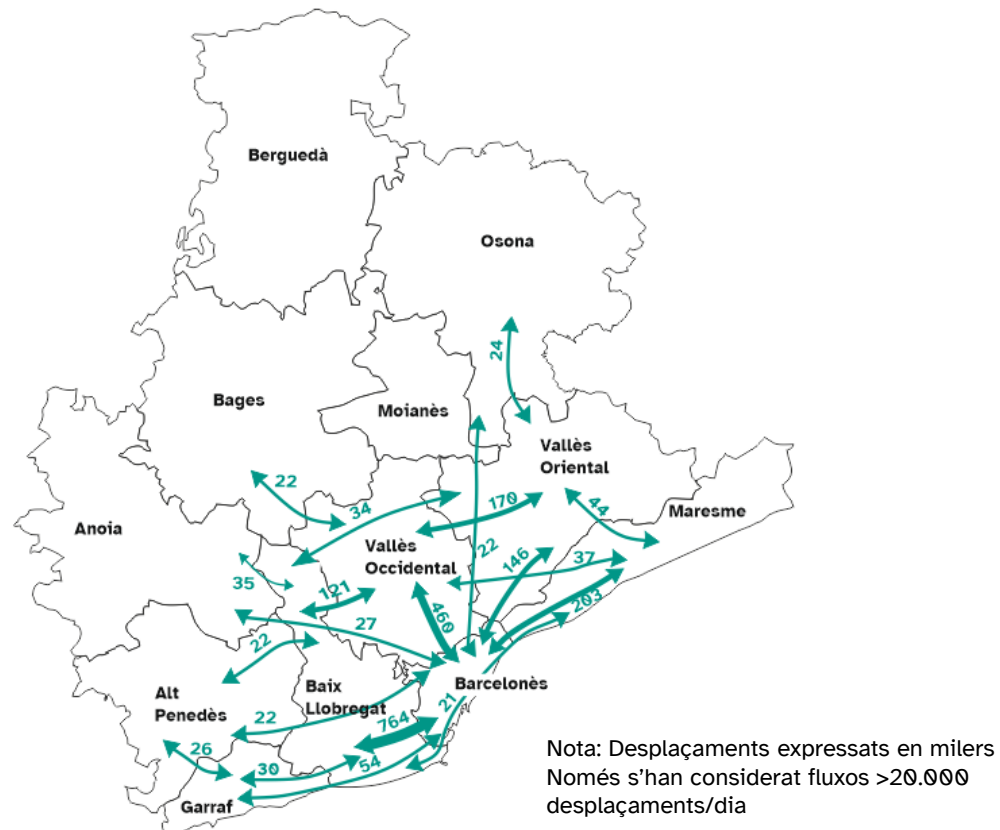 Berguedà
Osona
24
Bages
Moianès
Vallès
Oriental
22
170
44
Maresme
34
Anoia
Vallès
Occidental
22
146
37
35
121
460
203
27
22
Baix
Llobregat
Barcelonès
Alt
Penedès
21
22
764
26
30
54
Garraf
Nota: Desplaçaments expressats en milers
Només s'han considerat fluxos >20.000
desplaçaments/dia